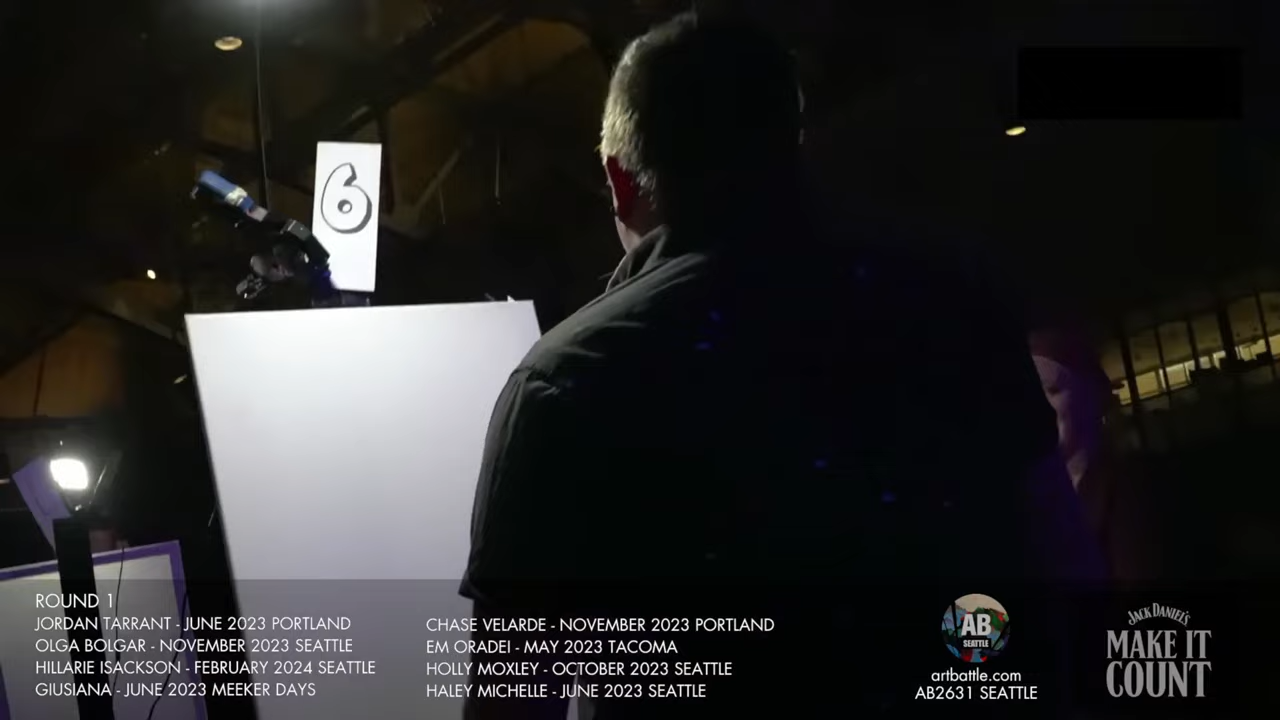 6
ROUND 1
JORDAN TARRANT - JUNE 2023 PORTLAND
OLGA BOLGAR - NOVEMBER 2023 SEATTLE
HILLARIE ISACKSON - FEBRUARY 2024 SEATTLE
GIUSIANA - JUNE 2023 MEEKER DAYS
CHASE VELARDE - NOVEMBER 2023 PORTLAND
EM ORADEI - MAY 2023 TACOMA
HOLLY MOXLEY - OCTOBER 2023 SEATTLE
HALEY MICHELLE - JUNE 2023 SEATTLE
AB
SEATTLE
artbattle.com
AB2631 SEATTLE
JACK DANIEL'S
MAKE IT
COUNT